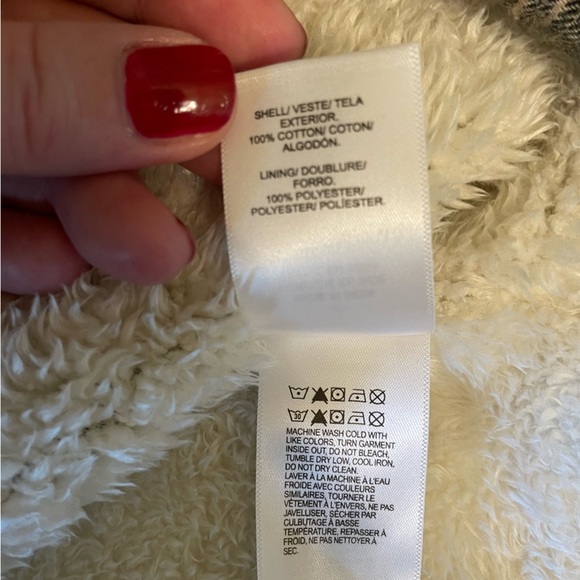 SHELL/ VESTE/ TELA
EXTERIOR.
100% COTTON/ COTON/
ALGODÓN.
LINING/ DOUBLURE/
FORRO.
100% POLYESTER/
POLYESTER/ POLÍESTER.
30
MACHINE WASH COLD WITH
LIKE COLORS, TURN GARMENT
INSIDE OUT, DO NOT BLEACH,
TUMBLE DRY LOW, COOL IRON,
DO NOT DRY CLEAN.
LAVER À LA MACHINE À L'EAU
FROIDE AVEC COULEURS
SIMILAIRES, TOURNER LE
VÊTEMENT À L'ENVERS, NE PAS
JAVELLISER, SÉCHER PAR
CULBUTAGE À BASSE
TEMPÉRATURE, REPASSER À
FROID, NE PAS NETTOYER À
SEC.